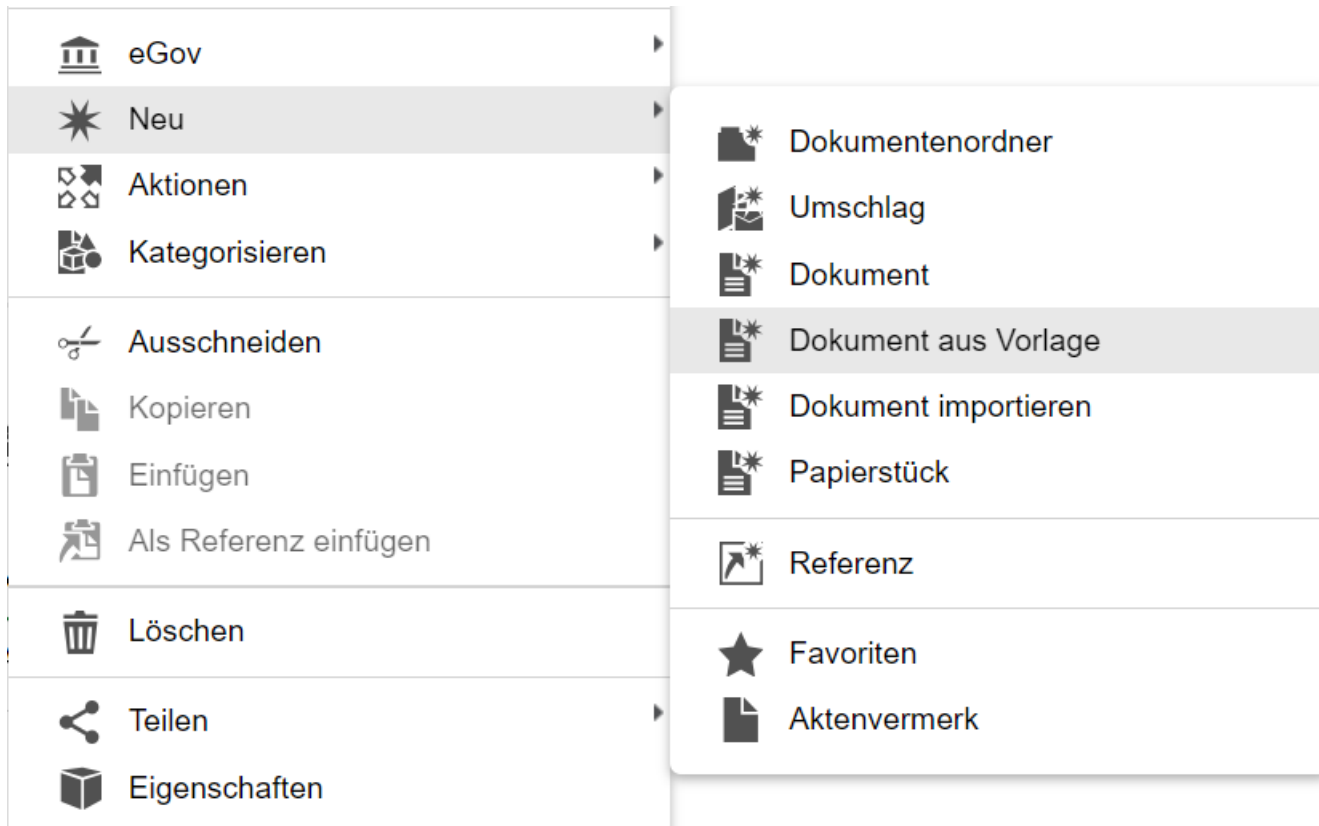 eGov
Neu
Aktionen
Kategorisieren
Ausschneiden
Kopieren
Einfügen
Als Referenz einfügen
Löschen
Teilen
Eigenschaften
Dokumentenordner
Umschlag
Dokument
Dokument aus Vorlage
Dokument importieren
Papierstück
Referenz
Favoriten
Aktenvermerk